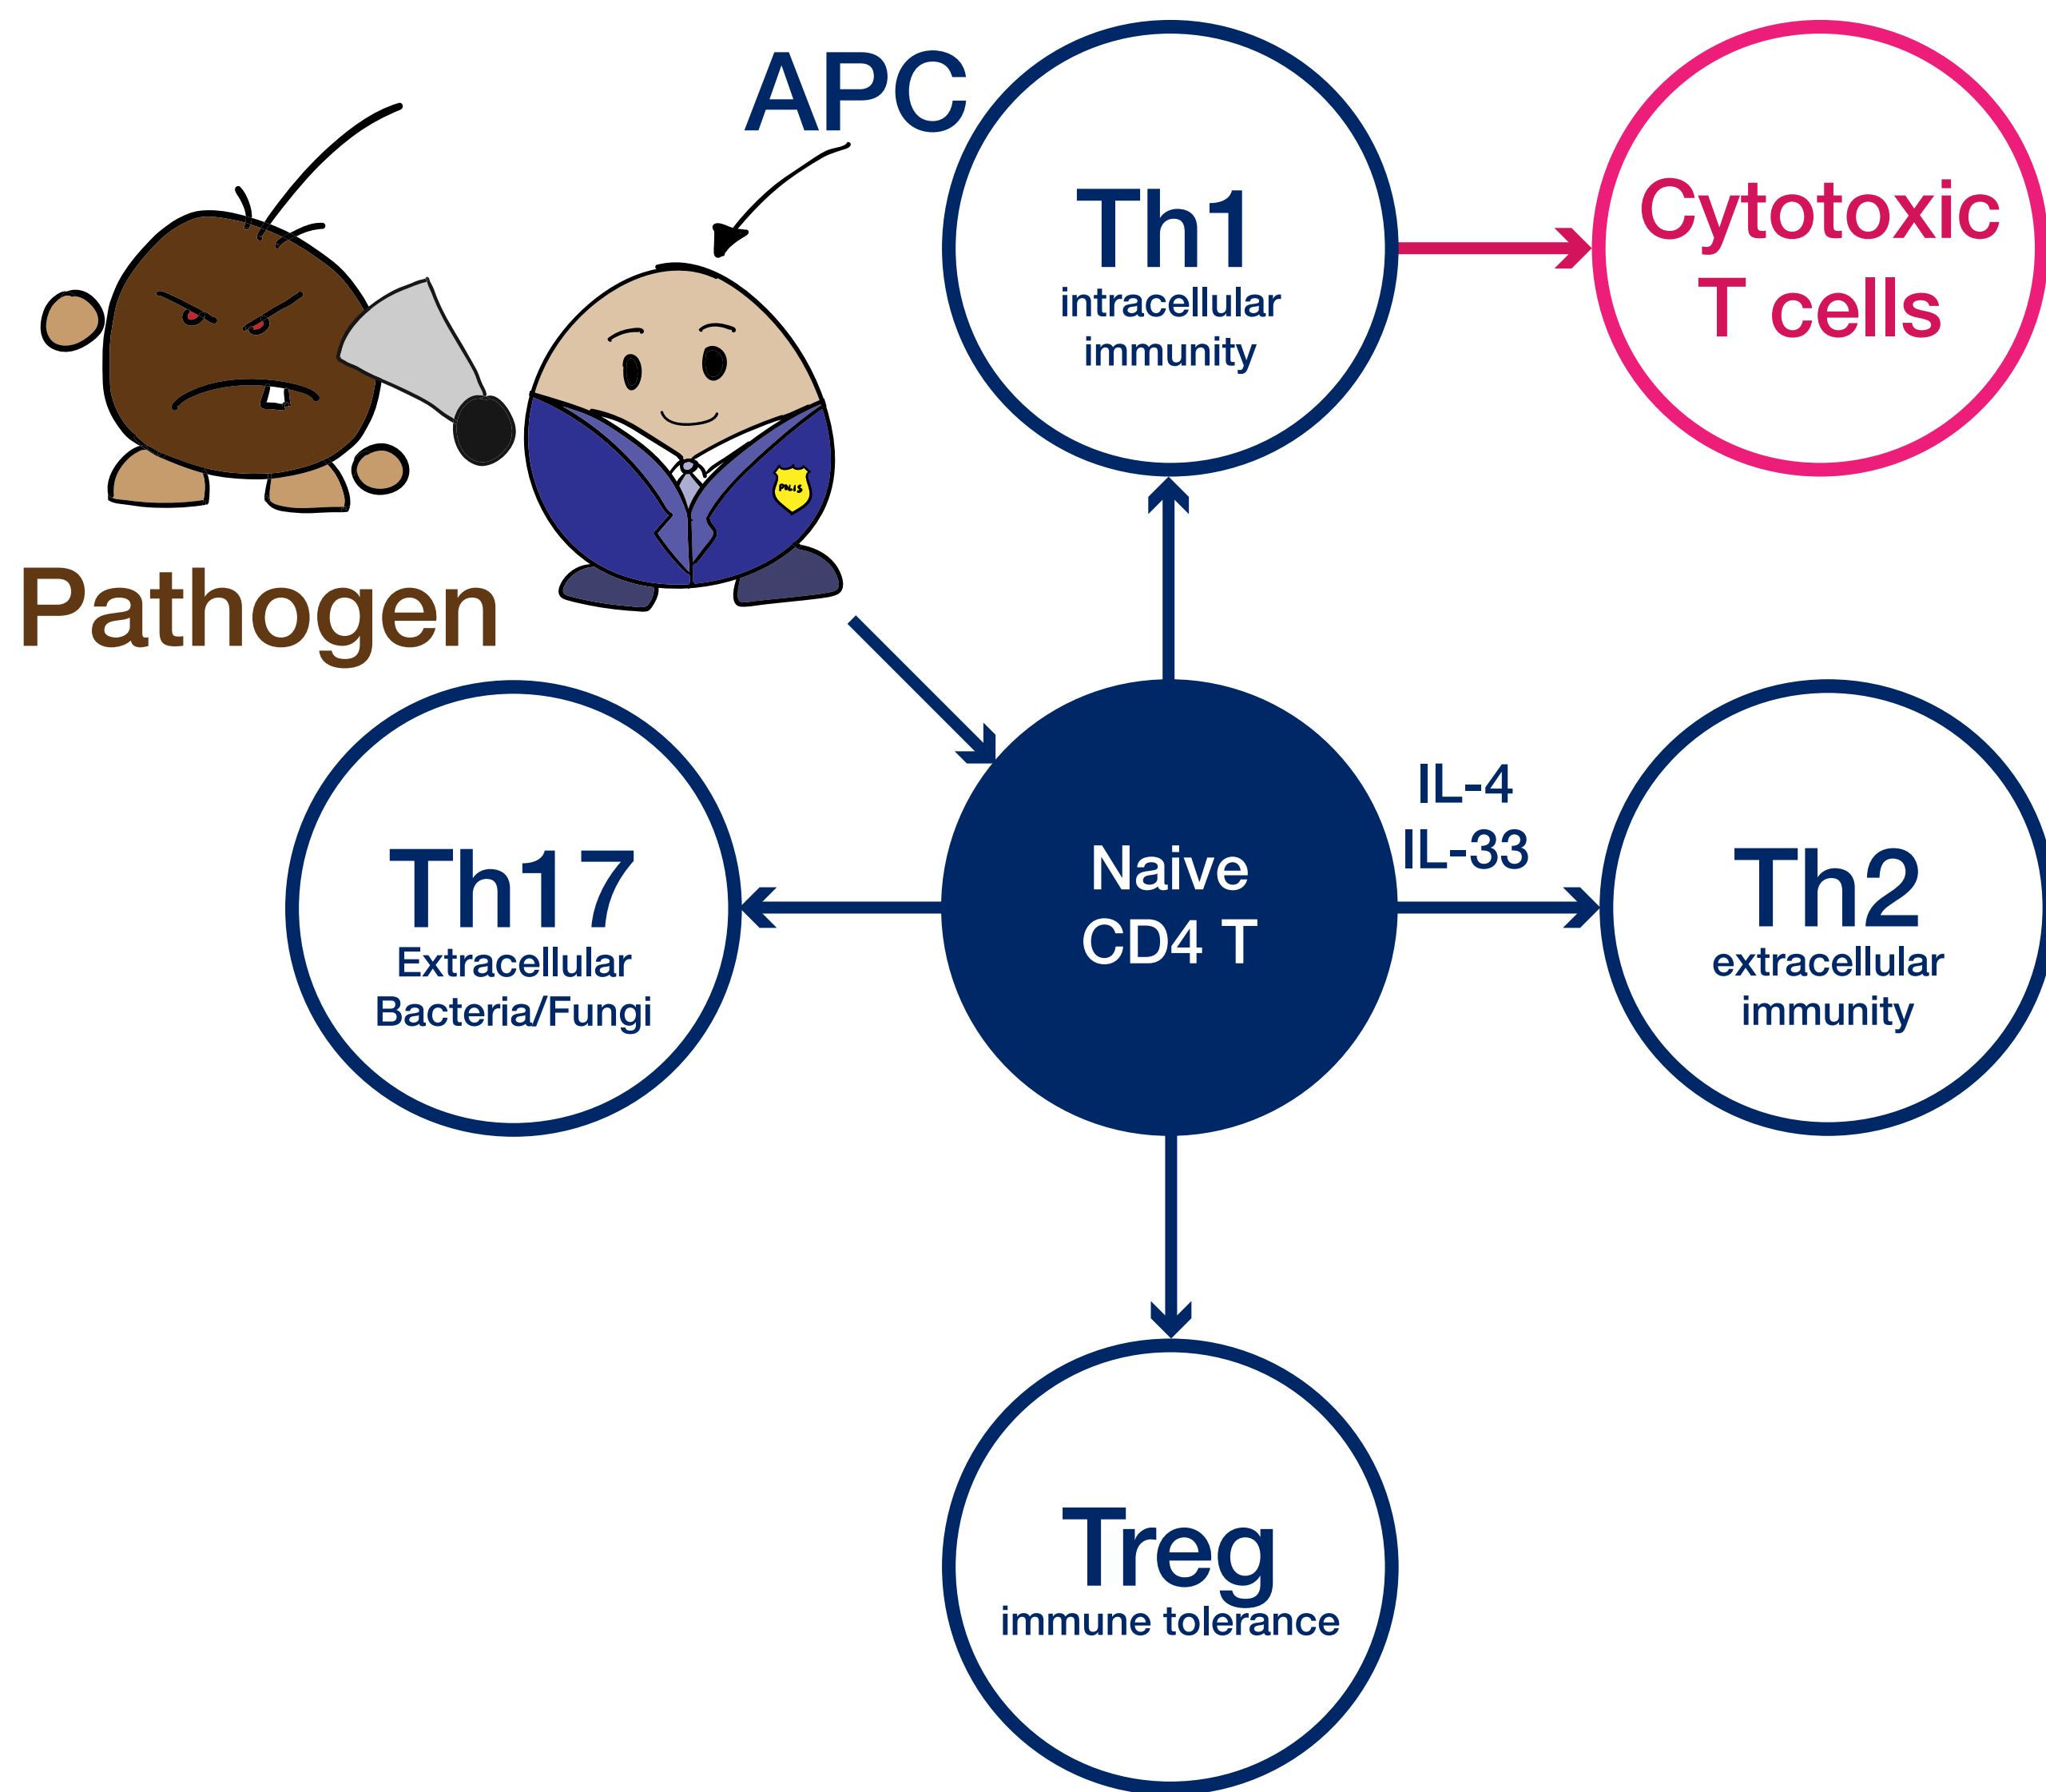 APC
Th1
intracellular
immunity
Cytotoxic
T cells
POLIS
Pathogen
Th17
Extracellular
Bacteria/Fungi
Naive
CD4 T
IL-4
IL-33
Th2
extracellular
immunity
Treg
immune tolerance